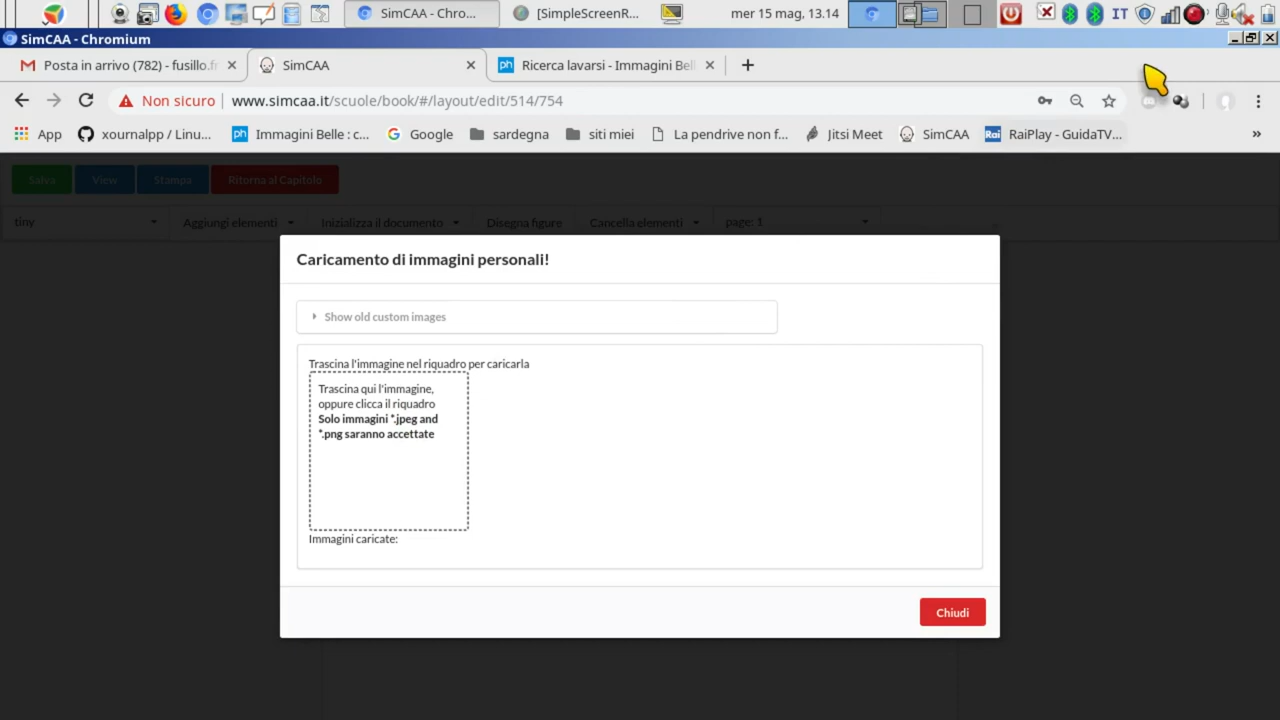 SimCAA - Chro...
[SimpleScreenR...
mer 15 mag, 13.14
IT
SimCAA - Chromium
Posta in arrivo (782) - fusillo.fr
SimCAA
Ricerca lavarsi - Immagini Bel
Non sicuro
www.simcaa.it/scuole/book/#/layout/edit/514/754
App
xournalpp / Linu...
Immagini Belle : c...
Google
sardegna
siti miei
La pendrive non f...
Jitsi Meet
SimCAA
RaiPlay - GuidaTV...
»
Salva
View
Stampa
Ritorna al Capitolo
tiny
Aggiungi elementi
Inizializza il documento
Disegna figure
Cancella elementi
page: 1
Caricamento di immagini personali!
Show old custom images
Trascina l'immagine nel riquadro per caricarla
Trascina qui l'immagine,
oppure clicca il riquadro
Solo immagini *.jpeg and
*.png saranno accettate
Immagini caricate:
Chiudi